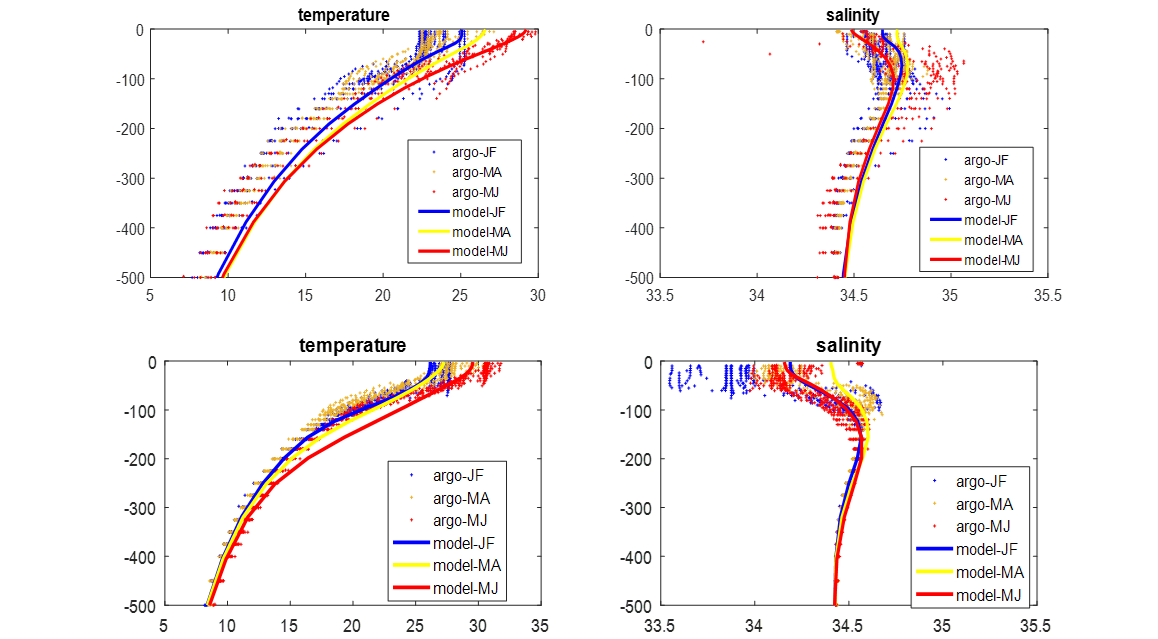 temperature
0
-100
-200
-300
-400
-500
5
10
15
20
25
30
argo-JF
argo-MA
argo-MJ
model-JF
model-MA
model-MJ
salinity
0
-100
-200
-300
-400
-500
33.5
34
34.5
35
35.5
argo-JF
argo-MA
argo-MJ
model-JF
model-MA
model-MJ
temperature
0
-100
-200
-300
-400
-500
5
10
15
20
25
30
35
argo-JF
argo-MA
argo-MJ
model-JF
model-MA
model-MJ
salinity
0
-100
-200
-300
-400
-500
33.5
34
34.5
35
35.5
argo-JF
argo-MA
argo-MJ
model-JF
model-MA
model-MJ